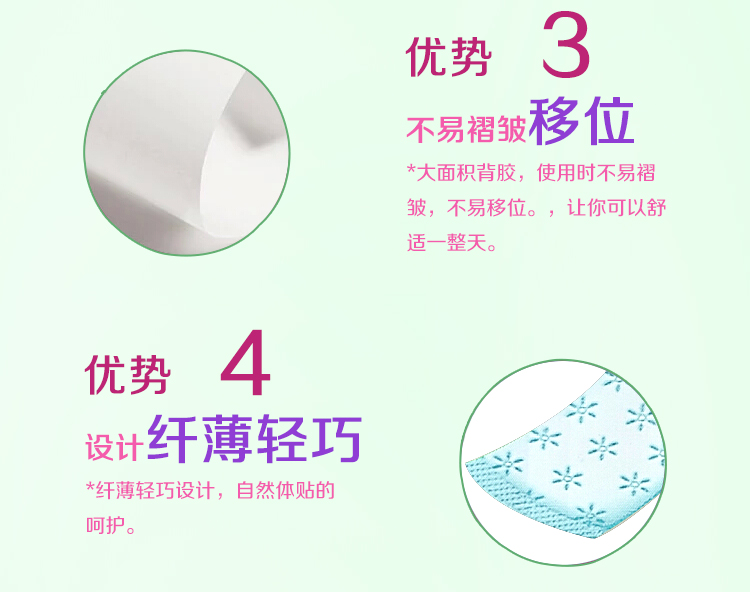 优势 3
不易褶皱移位
*大面积背胶，使用时不易褶
皱，不易移位。，让你可以舒
适一整天。
优势 4
设计纤薄轻巧
*纤薄轻巧设计，自然体贴的
呵护。